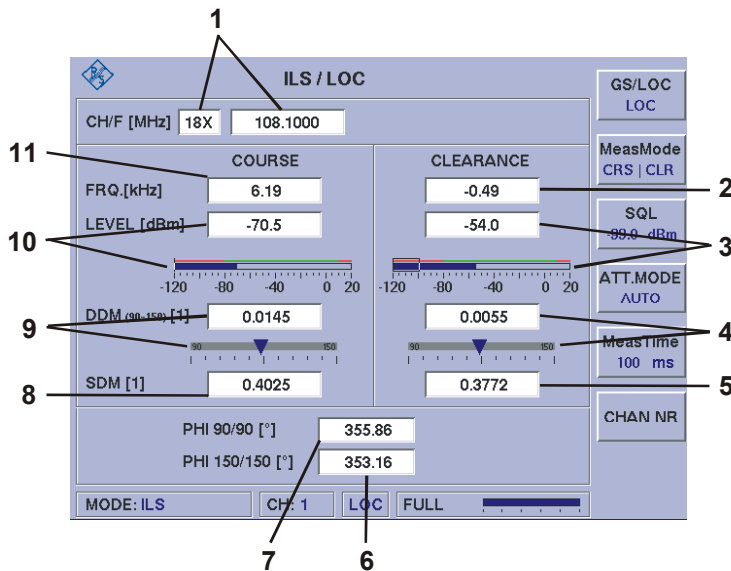 1
R S
ILS / LOC
GS/LOC
LOC
CH/F [MHz] 18X 108.1000
11
COURSE CLEARANCE
MeasMode
CRS | CLR
FRQ.[kHz] 6.19 -0.49 2
LEVEL [dBm] -70.5 -54.0
SQL
-99.0 dBm
10 3
-120 -80 -40 0 20 -120 -80 -40 0 20
ATT.MODE
AUTO
DDM (90-150) [1] 0.0145 0.0055
9 4
90 150 90 150
MeasTime
100 ms
8 SDM [1] 0.4025 0.3772 5
CHAN NR
PHI 90/90 [°] 355.86
PHI 150/150 [°] 353.16
MODE: ILS CH: 1 LOC FULL
7 6